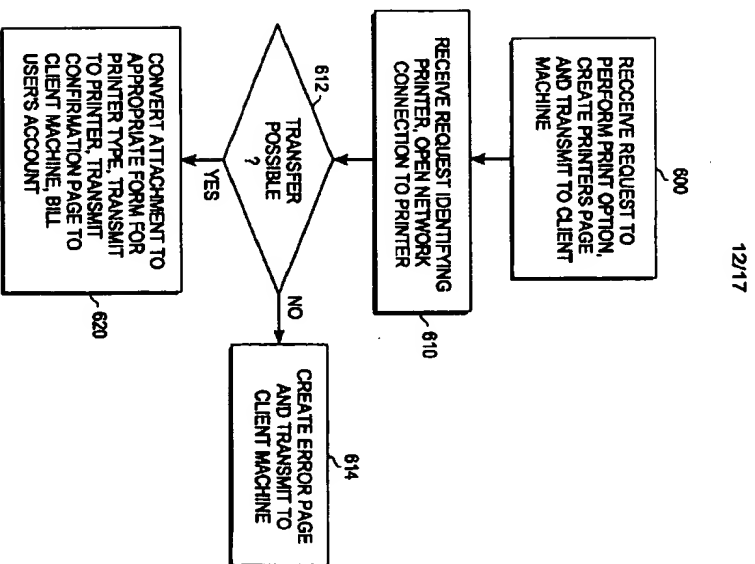 12/17
600
RECCEIVE REQUEST TO
PERFORM PRINT OPTION,
CREATE PRINTERS PAGE
AND TRANSMIT TO CLIENT
MACHINE
RECEIVE REQUEST IDENTIFYING
PRINTER, OPEN NETWORK
CONNECTION TO PRINTER
610
612
TRANSFER
POSSIBLE
?
NO
YES
614
CREATE ERROR PAGE
AND TRANSMIT TO
CLIENT MACHINE
CONVERT ATTACHMENT TO
APPROPRIATE FORM FOR
PRINTER TYPE, TRANSMIT
TO PRINTER, TRANSMIT
CONFIRMATION PAGE TO
CLIENT MACHINE, BILL
USER'S ACCOUNT
620